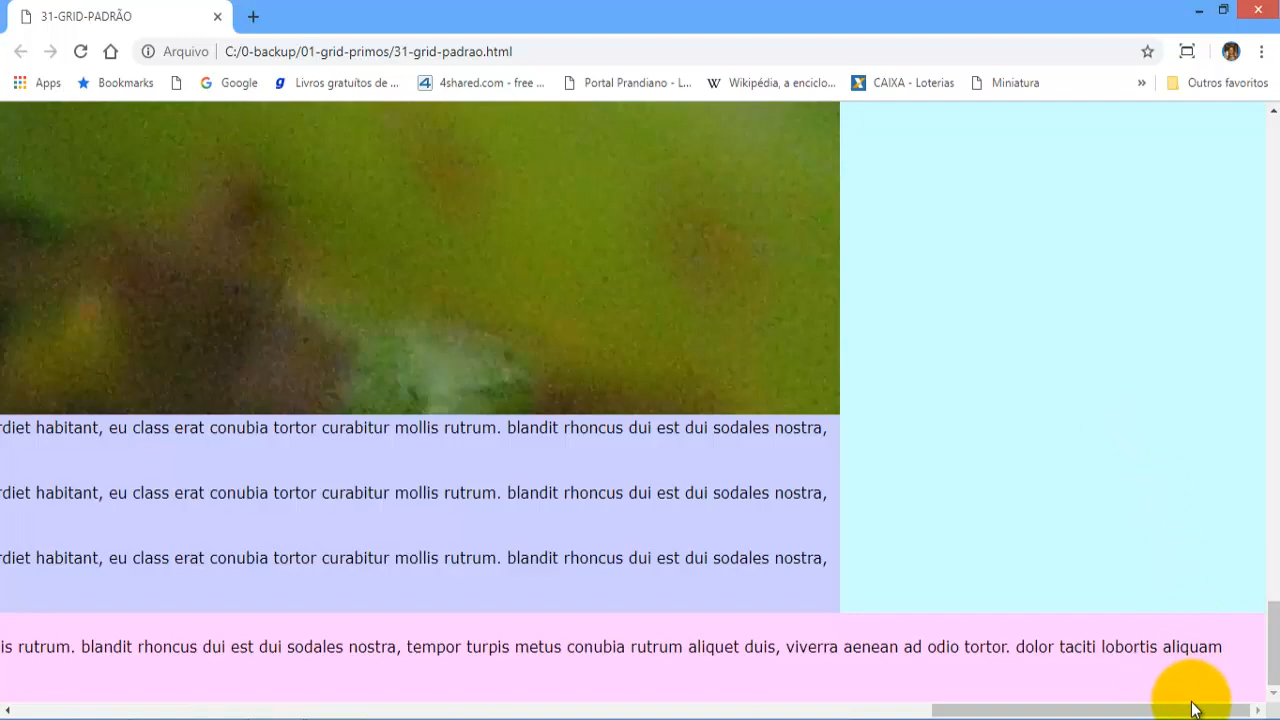 31-GRID-PADRÃO
Arquivo C:/0-backup/01-grid-primos/31-grid-padrao.html
Apps Bookmarks Google Livros gratuítos de ... 4shared.com - free ... Portal Prandiano - L... Wikipédia, a enciclo... CAIXA - Loterias Miniatura » Outros favoritos
rdiet habitant, eu class erat conubia tortor curabitur mollis rutrum. blandit rhoncus dui est dui sodales nostra,
rdiet habitant, eu class erat conubia tortor curabitur mollis rutrum. blandit rhoncus dui est dui sodales nostra,
rdiet habitant, eu class erat conubia tortor curabitur mollis rutrum. blandit rhoncus dui est dui sodales nostra,
is rutrum. blandit rhoncus dui est dui sodales nostra, tempor turpis metus conubia rutrum aliquet duis, viverra aenean ad odio tortor. dolor taciti lobortis aliquam